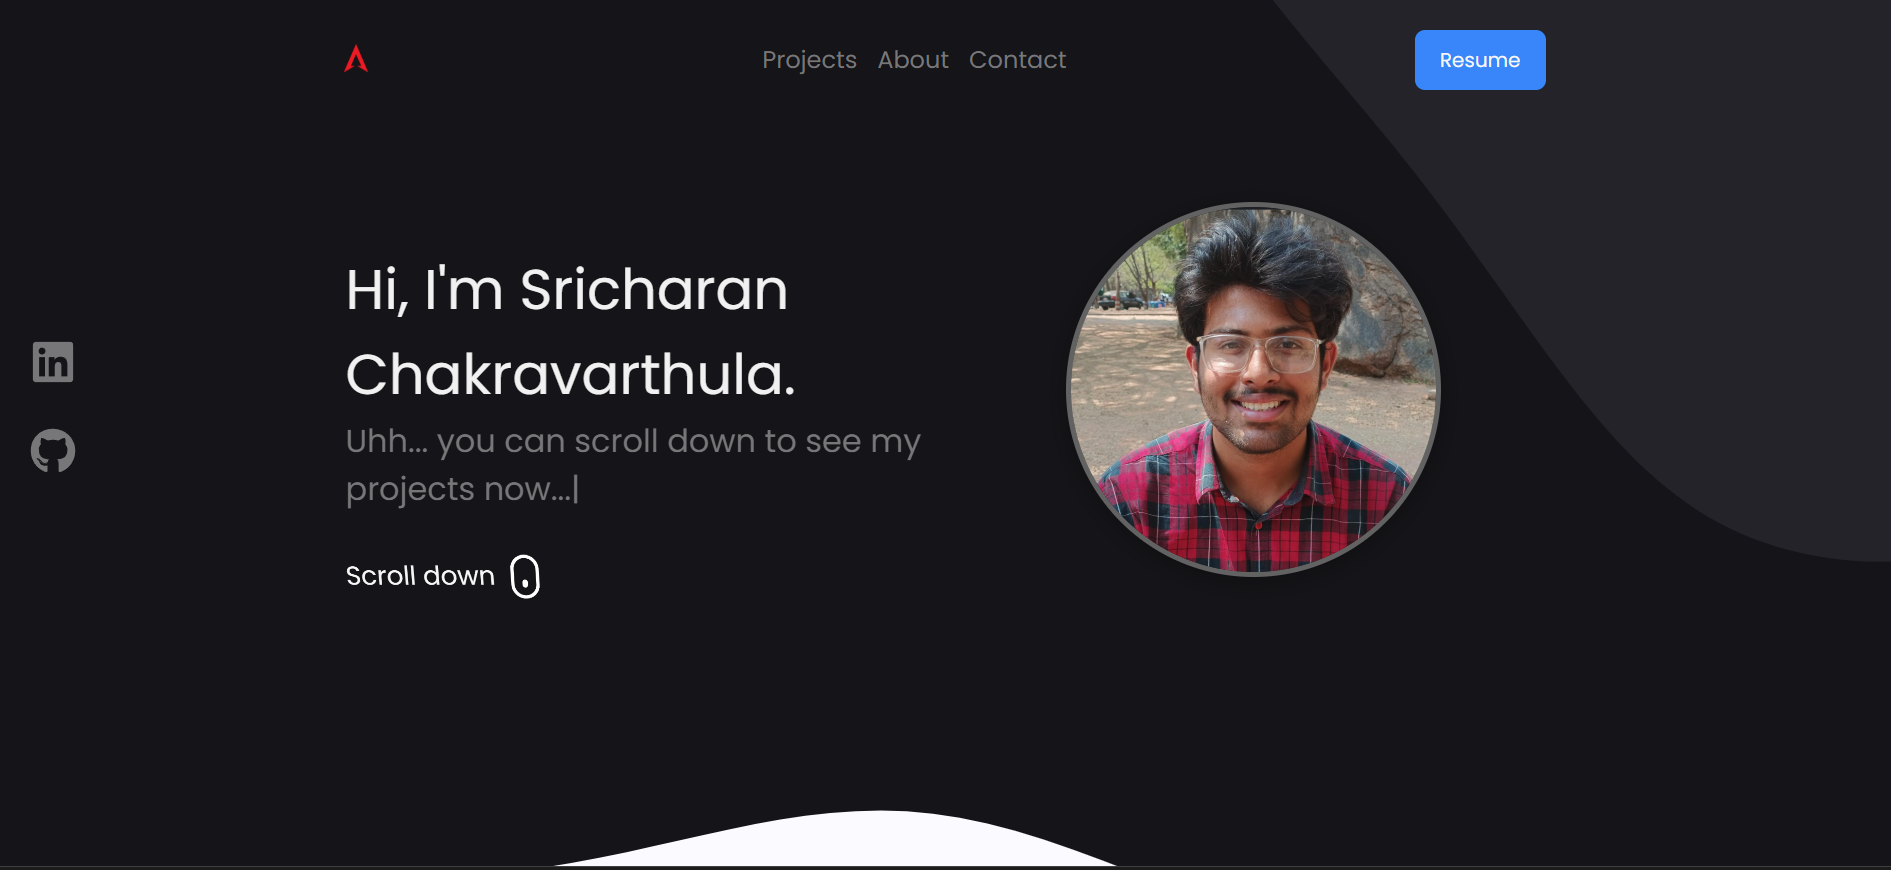 Projects About Contact
Resume
Hi, I'm Sricharan
Chakravarthula.
Uhh... you can scroll down to see my
projects now...|
in
Scroll down